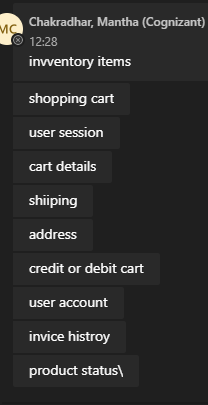 MC
Chakradhar, Mantha (Cognizant)
12:28
invventory items
shopping cart
user session
cart details
shiiping
address
credit or debit cart
user account
invice histroy
product status\